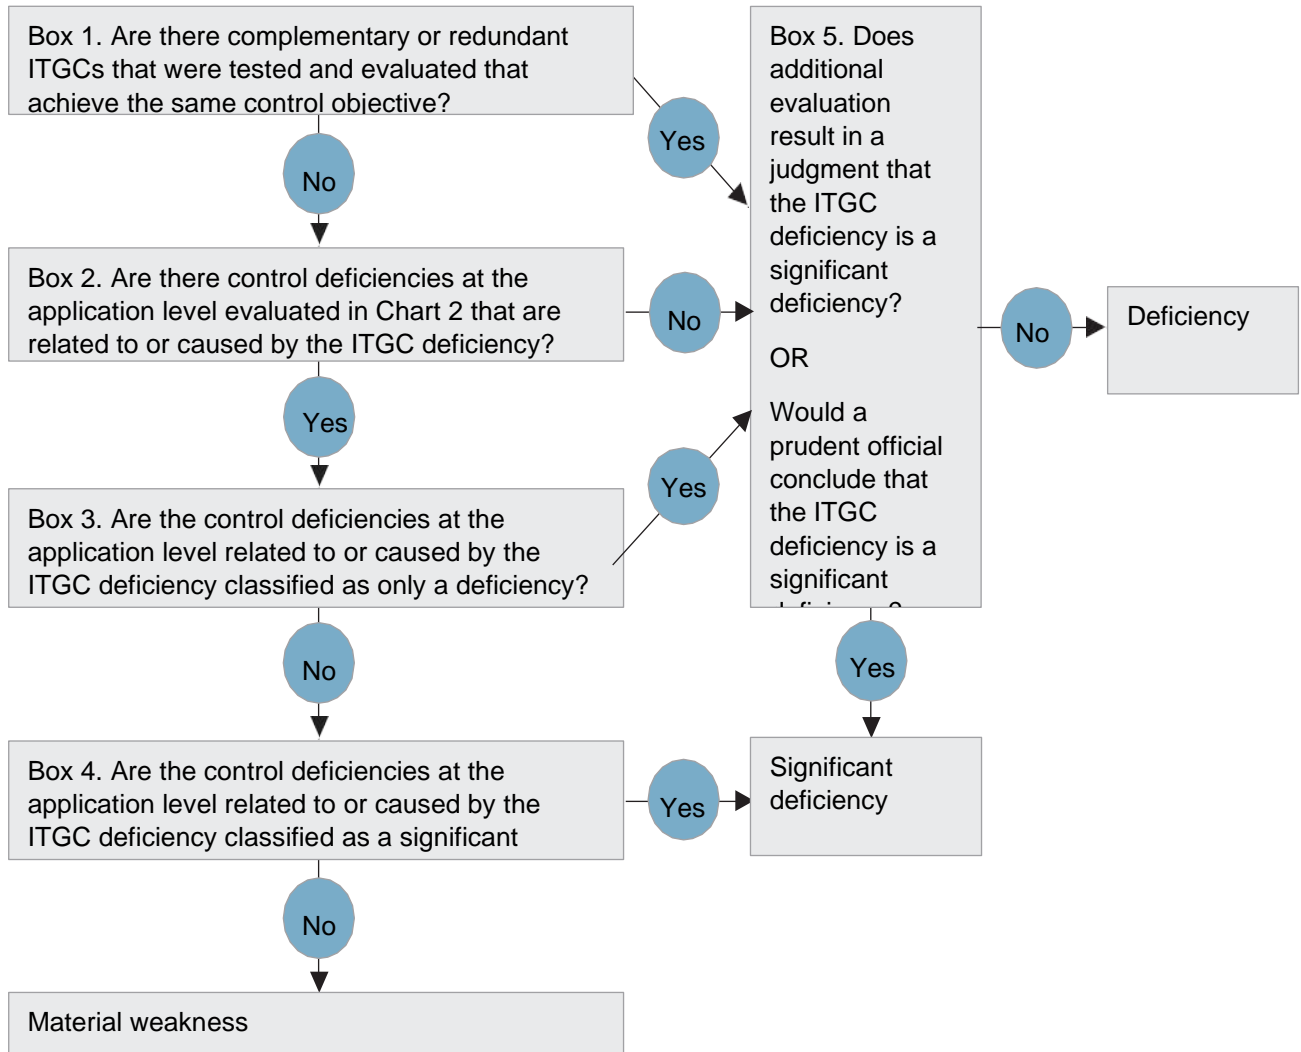 Box 1. Are there complementary or redundant
ITGCs that were tested and evaluated that
achieve the same control objective?
Yes
No
Box 2. Are there control deficiencies at the
application level evaluated in Chart 2 that are
related to or caused by the ITGC deficiency?
No
Yes
Box 3. Are the control deficiencies at the
application level related to or caused by the
ITGC deficiency classified as only a deficiency?
Yes
No
Box 4. Are the control deficiencies at the
application level related to or caused by the
ITGC deficiency classified as a significant
Yes
No
Material weakness
Box 5. Does
additional
evaluation
result in a
judgment that
the ITGC
deficiency is a
significant
deficiency?
OR
Would a
prudent official
conclude that
the ITGC
deficiency is a
significant
No
Deficiency
Yes
Significant
deficiency